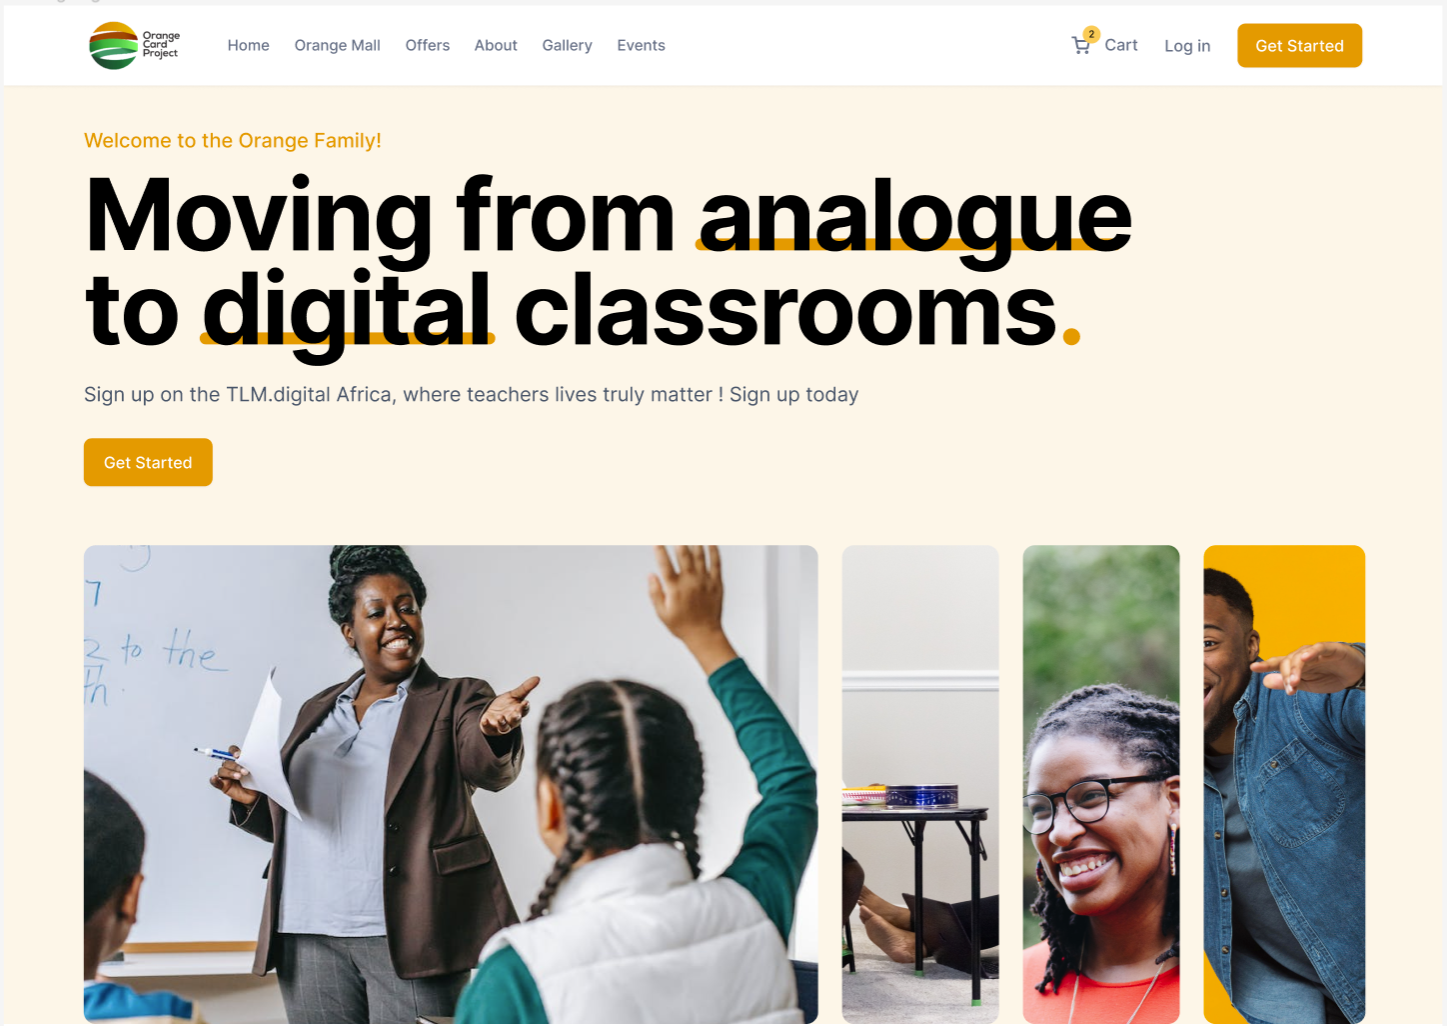 Orange
Card
Project
Home
Orange Mall
Offers
About
Gallery
Events
2
Cart
Log in
Get Started
Welcome to the Orange Family!
Moving from analogue
to digital classrooms.
Sign up on the TLM.digital Africa, where teachers lives truly matter ! Sign up today
Get Started
7
2 to the
th.